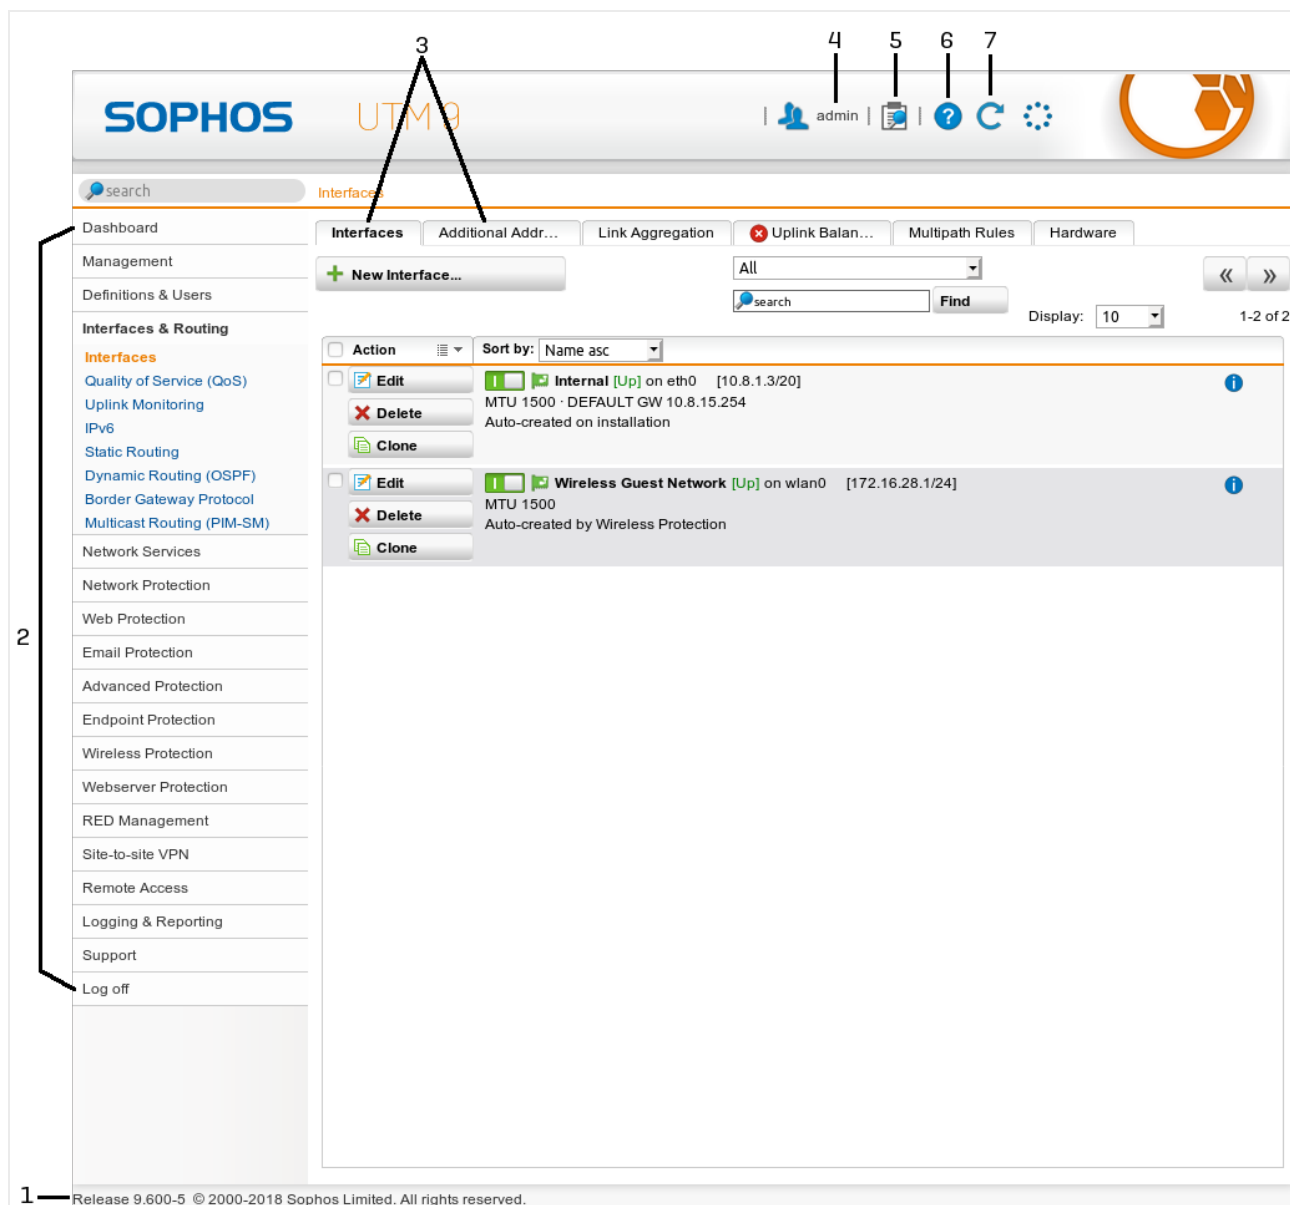 3 4 5 6 7
SOPHOS UTM 9 | admin | | ?
search Interfaces
Dashboard
Management
Definitions & Users
Interfaces & Routing
Interfaces
Quality of Service (QoS)
Uplink Monitoring
IPv6
Static Routing
Dynamic Routing (OSPF)
Border Gateway Protocol
Multicast Routing (PIM-SM)
Network Services
Network Protection
Web Protection
2
Email Protection
Advanced Protection
Endpoint Protection
Wireless Protection
Webserver Protection
RED Management
Site-to-site VPN
Remote Access
Logging & Reporting
Support
Log off
Interfaces Additional Addr... Link Aggregation Uplink Balan... Multipath Rules Hardware
New Interface... All « »
search Find
Display: 10 1-2 of 2
Action Sort by: Name asc
Edit Internal [Up] on eth0 [10.8.1.3/20]
MTU 1500 · DEFAULT GW 10.8.15.254
Delete
Auto-created on installation
Clone
Edit Wireless Guest Network [Up] on wlan0 [172.16.28.1/24]
MTU 1500
Delete
Auto-created by Wireless Protection
Clone
1 Release 9.600-5 © 2000-2018 Sophos Limited. All rights reserved.